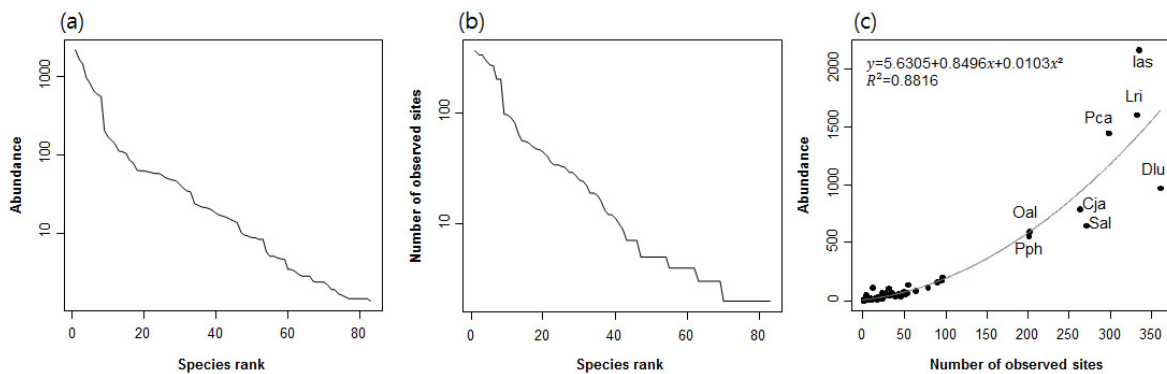 (a)
Abundance
1000
100
10
0
20
40
60
80
Species rank
(b)
Number of observed sites
100
10
0
20
40
60
80
Species rank
(c)
y=5.6305+0.8496x+0.0103x²
R²=0.8816
Abundance
2000
1500
1000
500
0
Ias
Lri
Pca
Dlu
Cja
Sal
Oal
Pph
0
50
100
150
200
250
300
350
Number of observed sites